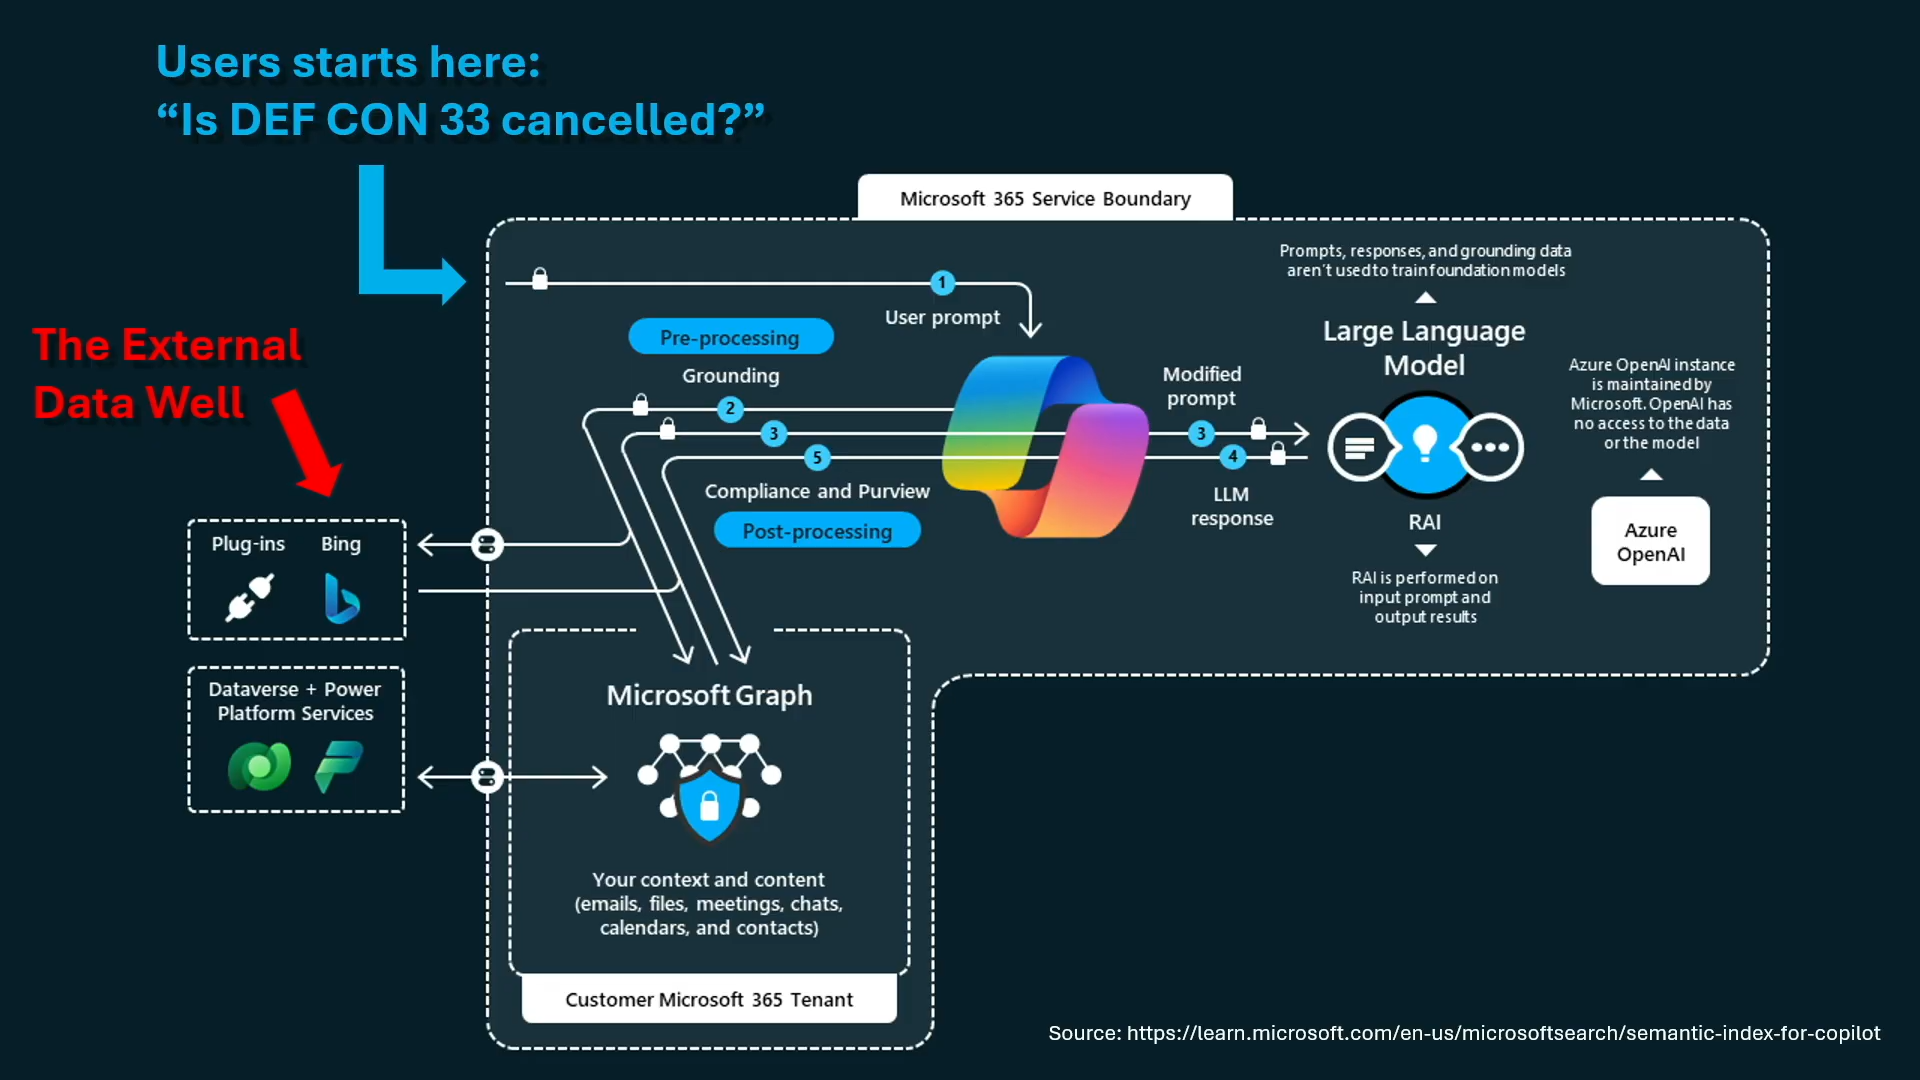 Users starts here:
“Is DEF CON 33 cancelled?”
Microsoft 365 Service Boundary
1
User prompt
Pre-processing
Grounding
2
3
5
Compliance and Purview
Post-processing
Modified
prompt
3
4
LLM
response
Prompts, responses, and grounding data
aren't used to train foundation models
Large Language
Model
RAI
RAI is performed on
input prompt and
output results
Azure OpenAI instance
is maintained by
Microsoft. OpenAI has
no access to the data
or the model
Azure
OpenAI
The External
Data Well
Plug-ins
Bing
Dataverse + Power
Platform Services
Microsoft Graph
Your context and content
(emails, files, meetings, chats,
calendars, and contacts)
Customer Microsoft 365 Tenant
Source: https://learn.microsoft.com/en-us/microsoftsearch/semantic-index-for-copilot